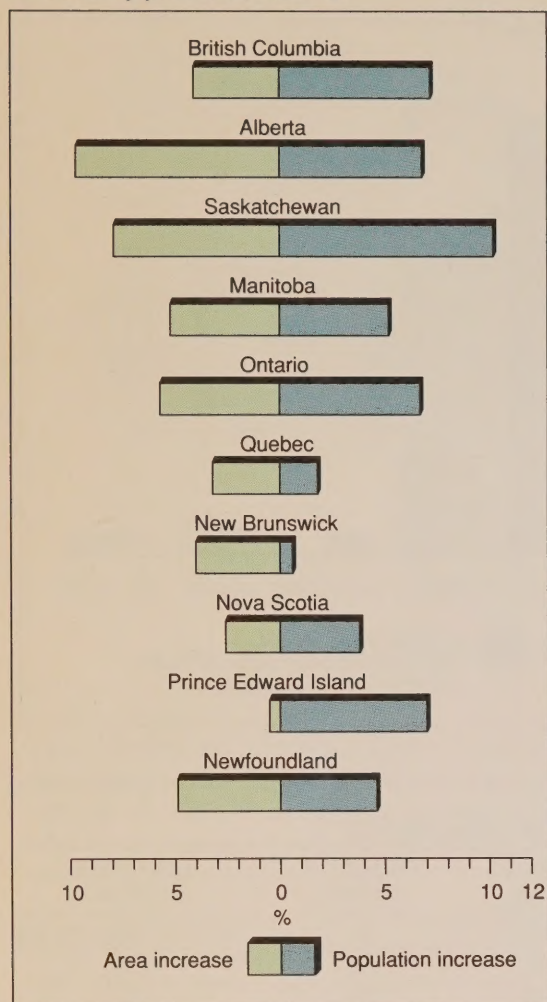 British Columbia
Alberta
Saskatchewan
Manitoba
Ontario
Quebec
New Brunswick
Nova Scotia
Prince Edward Island
Newfoundland
10 5 0 5 10 12
%
Area increase Population increase